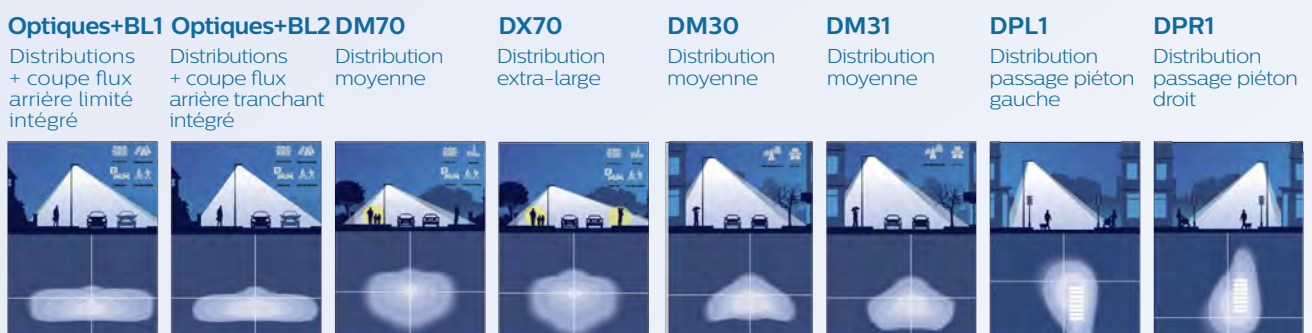 Optiques+BL1
Distributions
+ coupe flux
arrière limité
intégré
Optiques+BL2
Distributions
+ coupe flux
arrière tranchant
intégré
DM70
Distribution
moyenne
DX70
Distribution
extra-large
DM30
Distribution
moyenne
DM31
Distribution
moyenne
DPL1
Distribution
passage piéton
gauche
DPR1
Distribution
passage piéton
droit